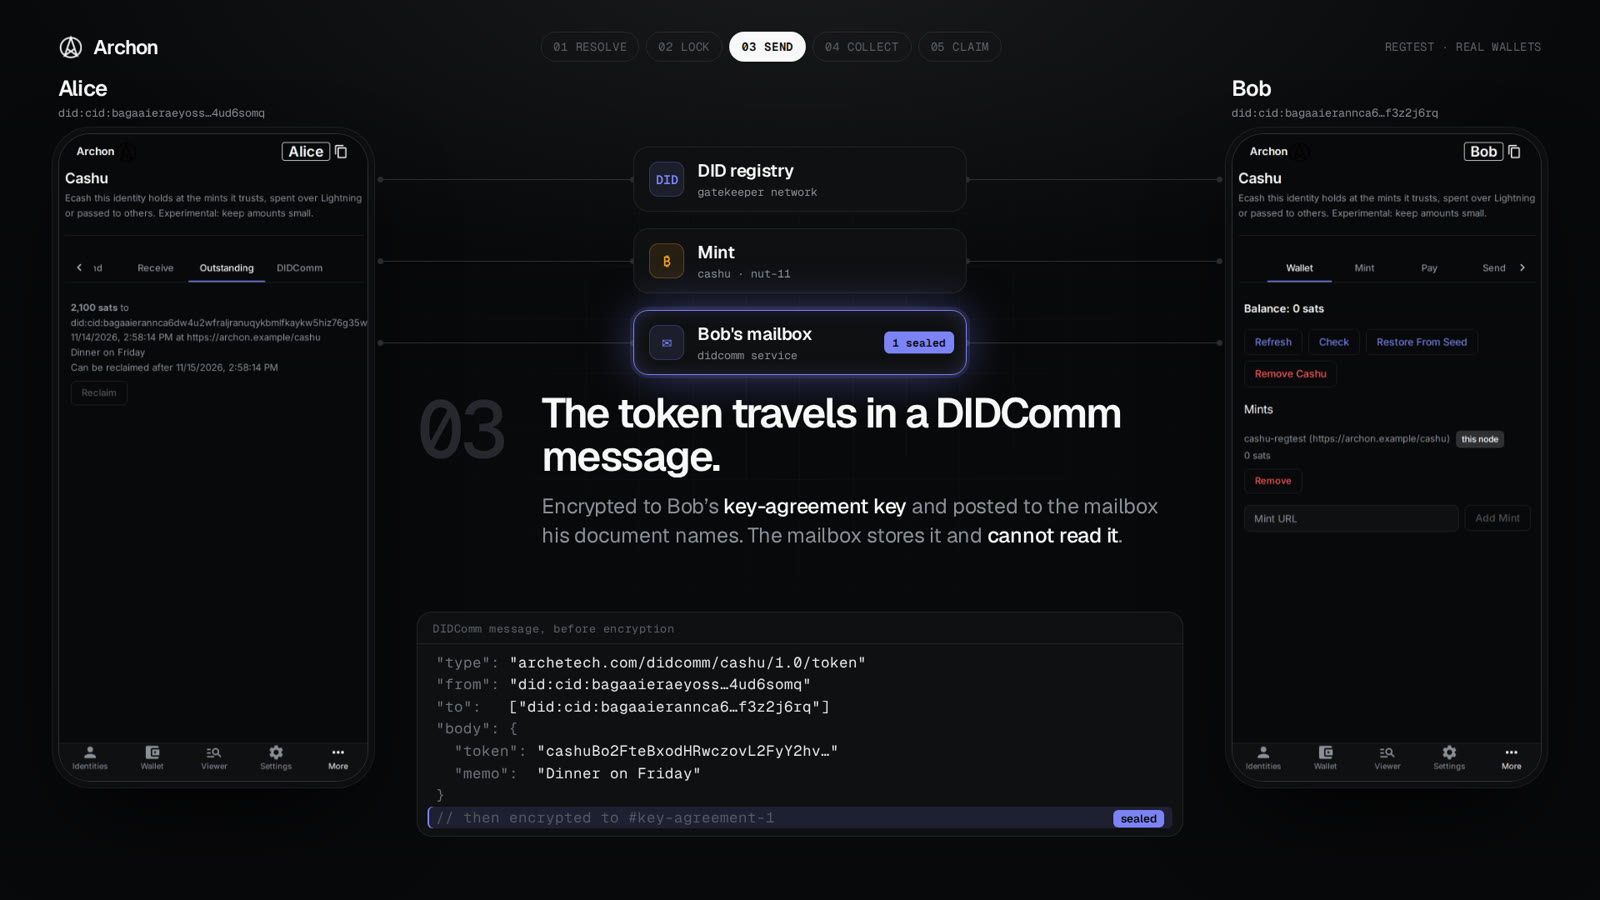 Archon
01 RESOLVE
02 LOCK
03 SEND
04 COLLECT
05 CLAIM
REGTEST · REAL WALLETS
Alice
did:cid:bagaaieraeyoss…4ud6somq
Archon
Alice
Cashu
Ecash this identity holds at the mints it trusts, spent over Lightning
or passed to others. Experimental: keep amounts small.
nd
Receive
Outstanding
DIDComm
2,100 sats to
did:cid:bagaaierannca6dw4u2wfraljranuqykbmlfkaykw5hiz76g35w
11/14/2026, 2:58:14 PM at https://archon.example/cashu
Dinner on Friday
Can be reclaimed after 11/15/2026, 2:58:14 PM
Reclaim
Identities
Wallet
Viewer
Settings
More
DID
DID registry
gatekeeper network
Mint
cashu · nut-11
Bob's mailbox
didcomm service
1 sealed
03
The token travels in a DIDComm
message.
Encrypted to Bob's key-agreement key and posted to the mailbox
his document names. The mailbox stores it and cannot read it.
DIDComm message, before encryption
"type": "archetech.com/didcomm/cashu/1.0/token"
"from": "did:cid:bagaaieraeyoss…4ud6somq"
"to": ["did:cid:bagaaierannca6…f3z2j6rq"]
"body": {
"token": "cashuBo2FteBxodHRwczovL2FyY2hv…"
"memo": "Dinner on Friday"
}
// then encrypted to #key-agreement-1
sealed
Bob
did:cid:bagaaierannca6…f3z2j6rq
Archon
Bob
Cashu
Ecash this identity holds at the mints it trusts, spent over Lightning
or passed to others. Experimental: keep amounts small.
Wallet
Mint
Pay
Send
Balance: 0 sats
Refresh
Check
Restore From Seed
Remove Cashu
Mints
cashu-regtest (https://archon.example/cashu)
this node
0 sats
Remove
Mint URL
Add Mint
Identities
Wallet
Viewer
Settings
More